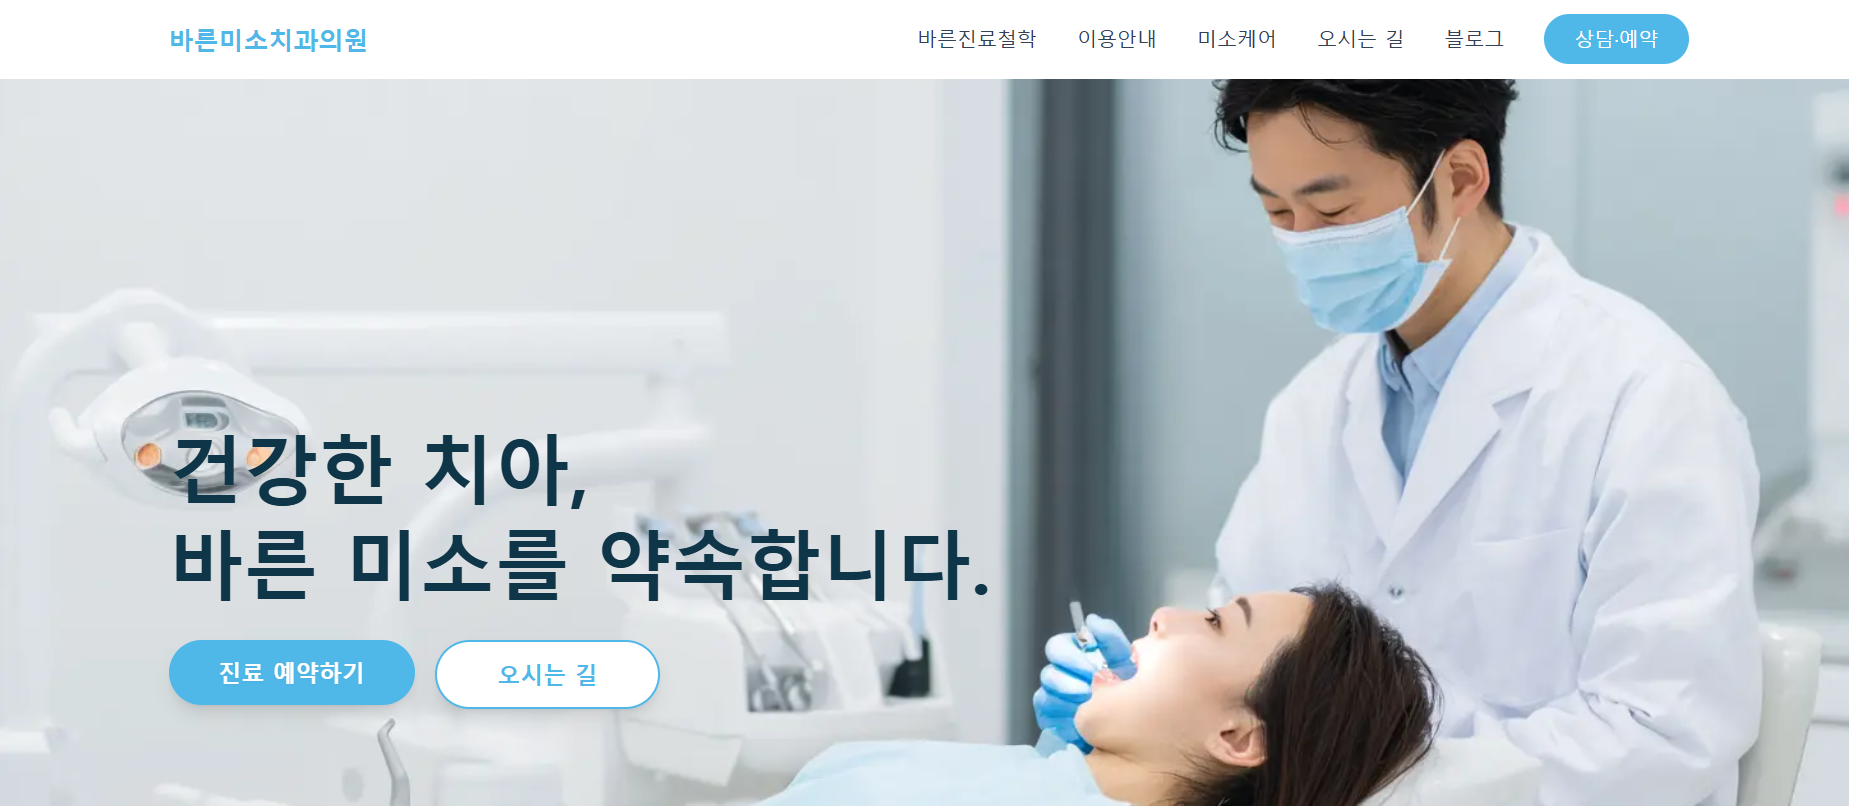 바른미소치과의원
바른진료철학 이용안내 미소케어 오시는 길 블로그 상담·예약
건강한 치아,
바른 미소를 약속합니다.
진료 예약하기 오시는 길